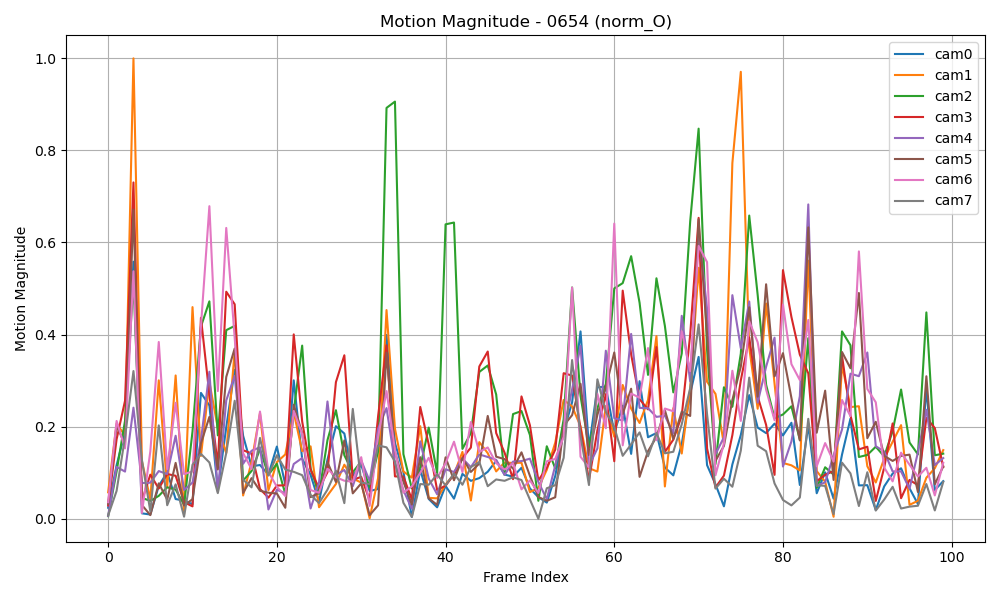 Motion Magnitude - 0654 (norm_O)
Motion Magnitude
1.0
0.8
0.6
0.4
0.2
0.0
0
20
40
60
80
100
Frame Index
cam0
cam1
cam2
cam3
cam4
cam5
cam6
cam7